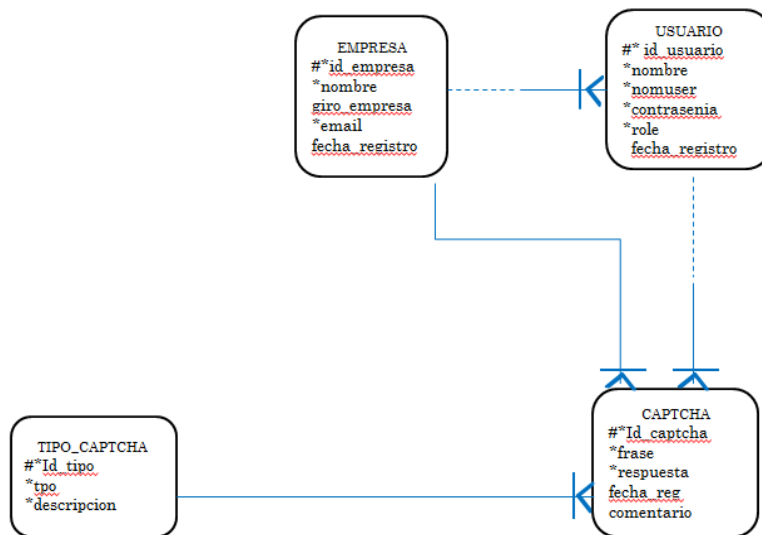 EMPRESA
#*id_empresa
*nombre
giro_empresa
*email
fecha_registro
USUARIO
#* id_usuario
*nombre
*nomuser
*contrasenia
*role
fecha_registro
TIPO_CAPTCHA
#*Id_tipo
*tpo
*descripcion
CAPTCHA
#*Id_captcha
*frase
*respuesta
fecha_reg
comentario